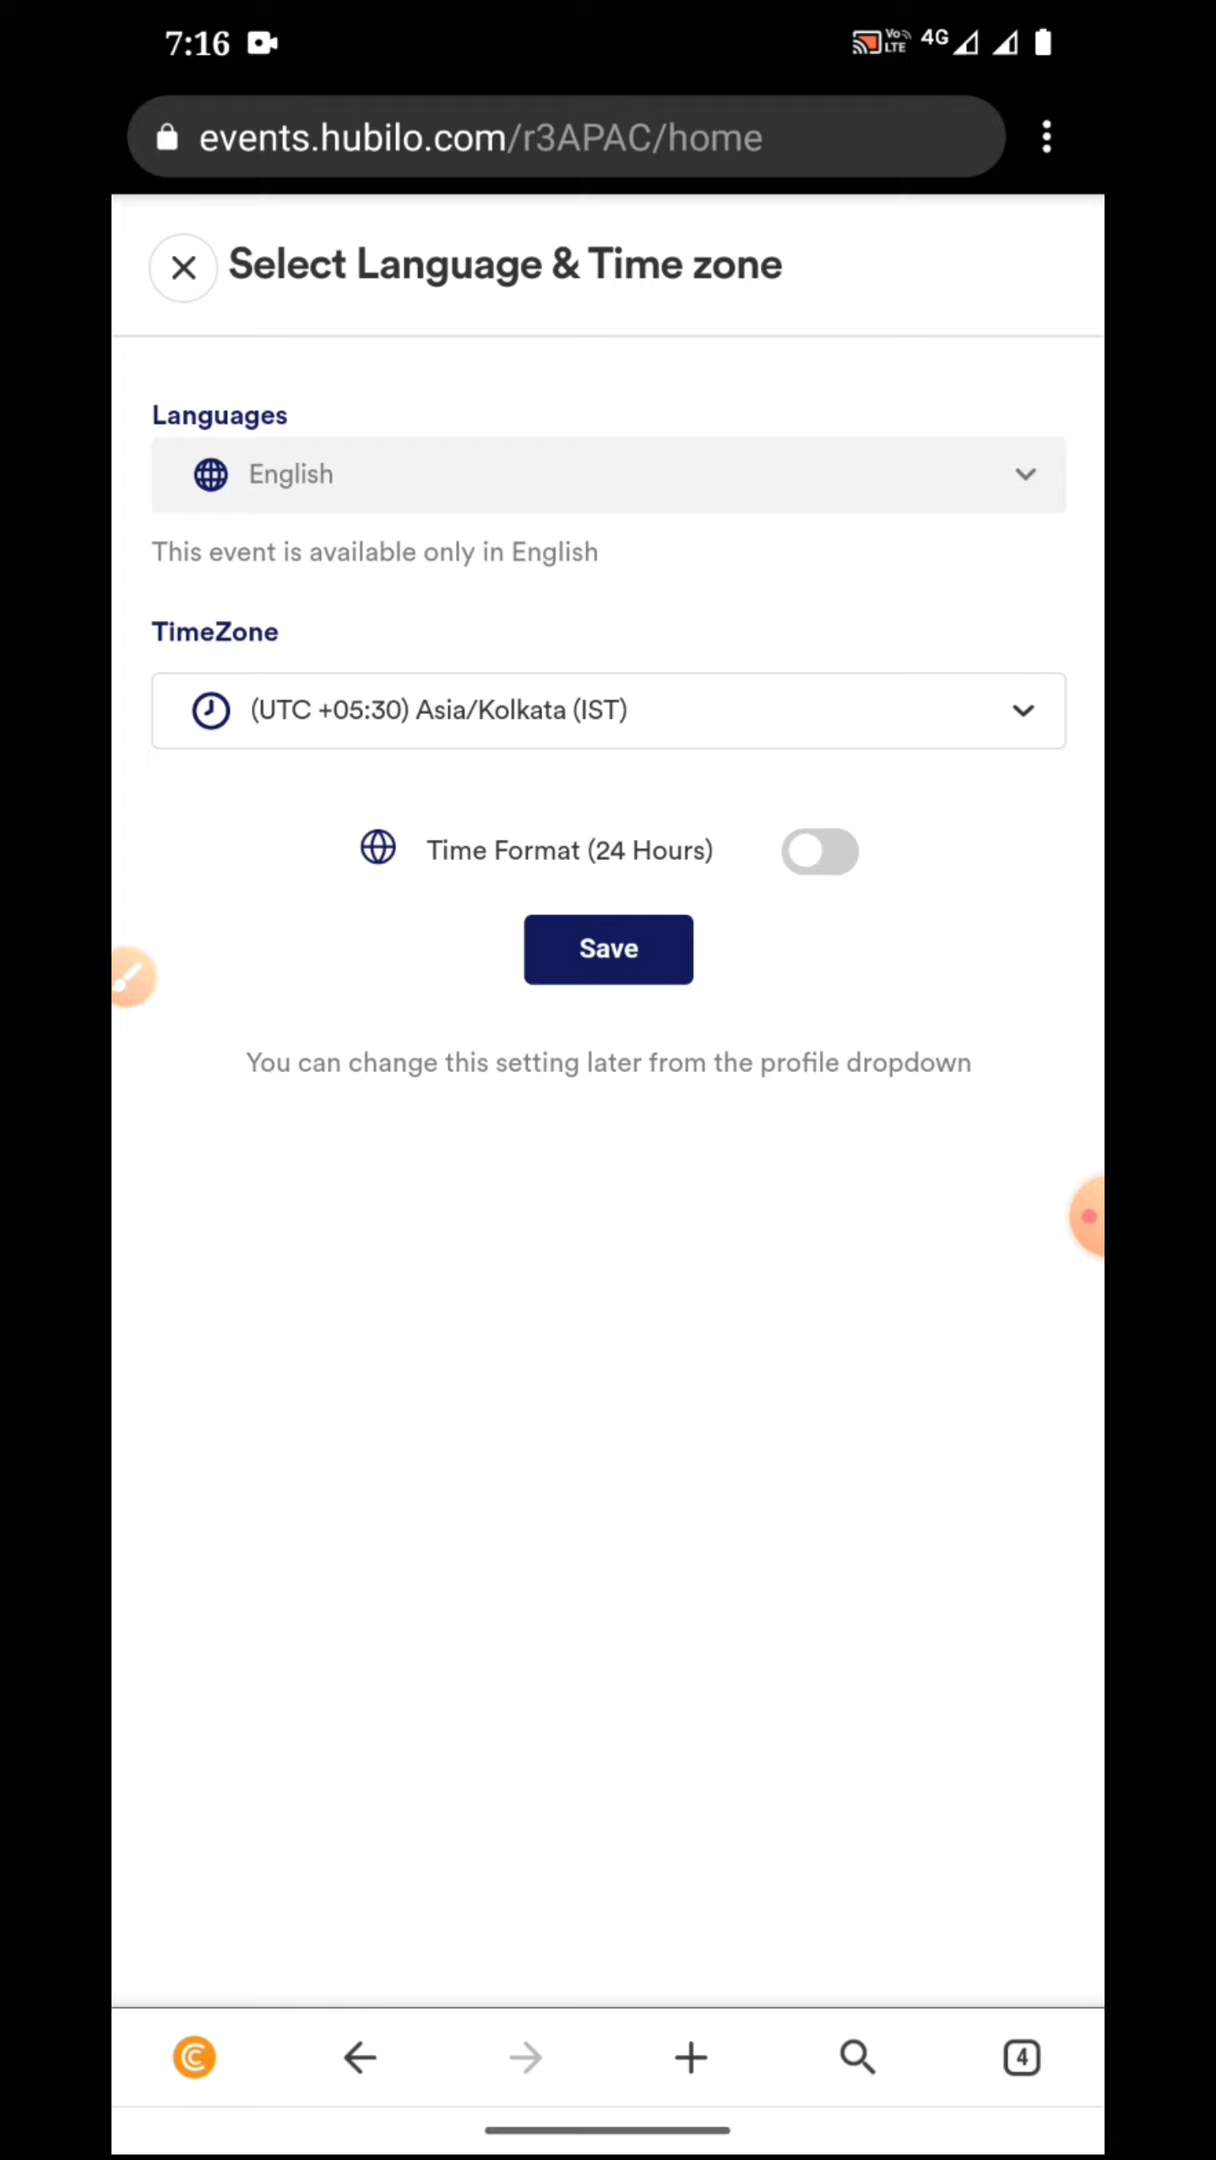 7:16
Vo LTE 4G
events.hubilo.com/r3APAC/home
Select Language & Time zone
Languages
English
This event is available only in English
TimeZone
(UTC +05:30) Asia/Kolkata (IST)
Time Format (24 Hours)
Save
You can change this setting later from the profile dropdown
4